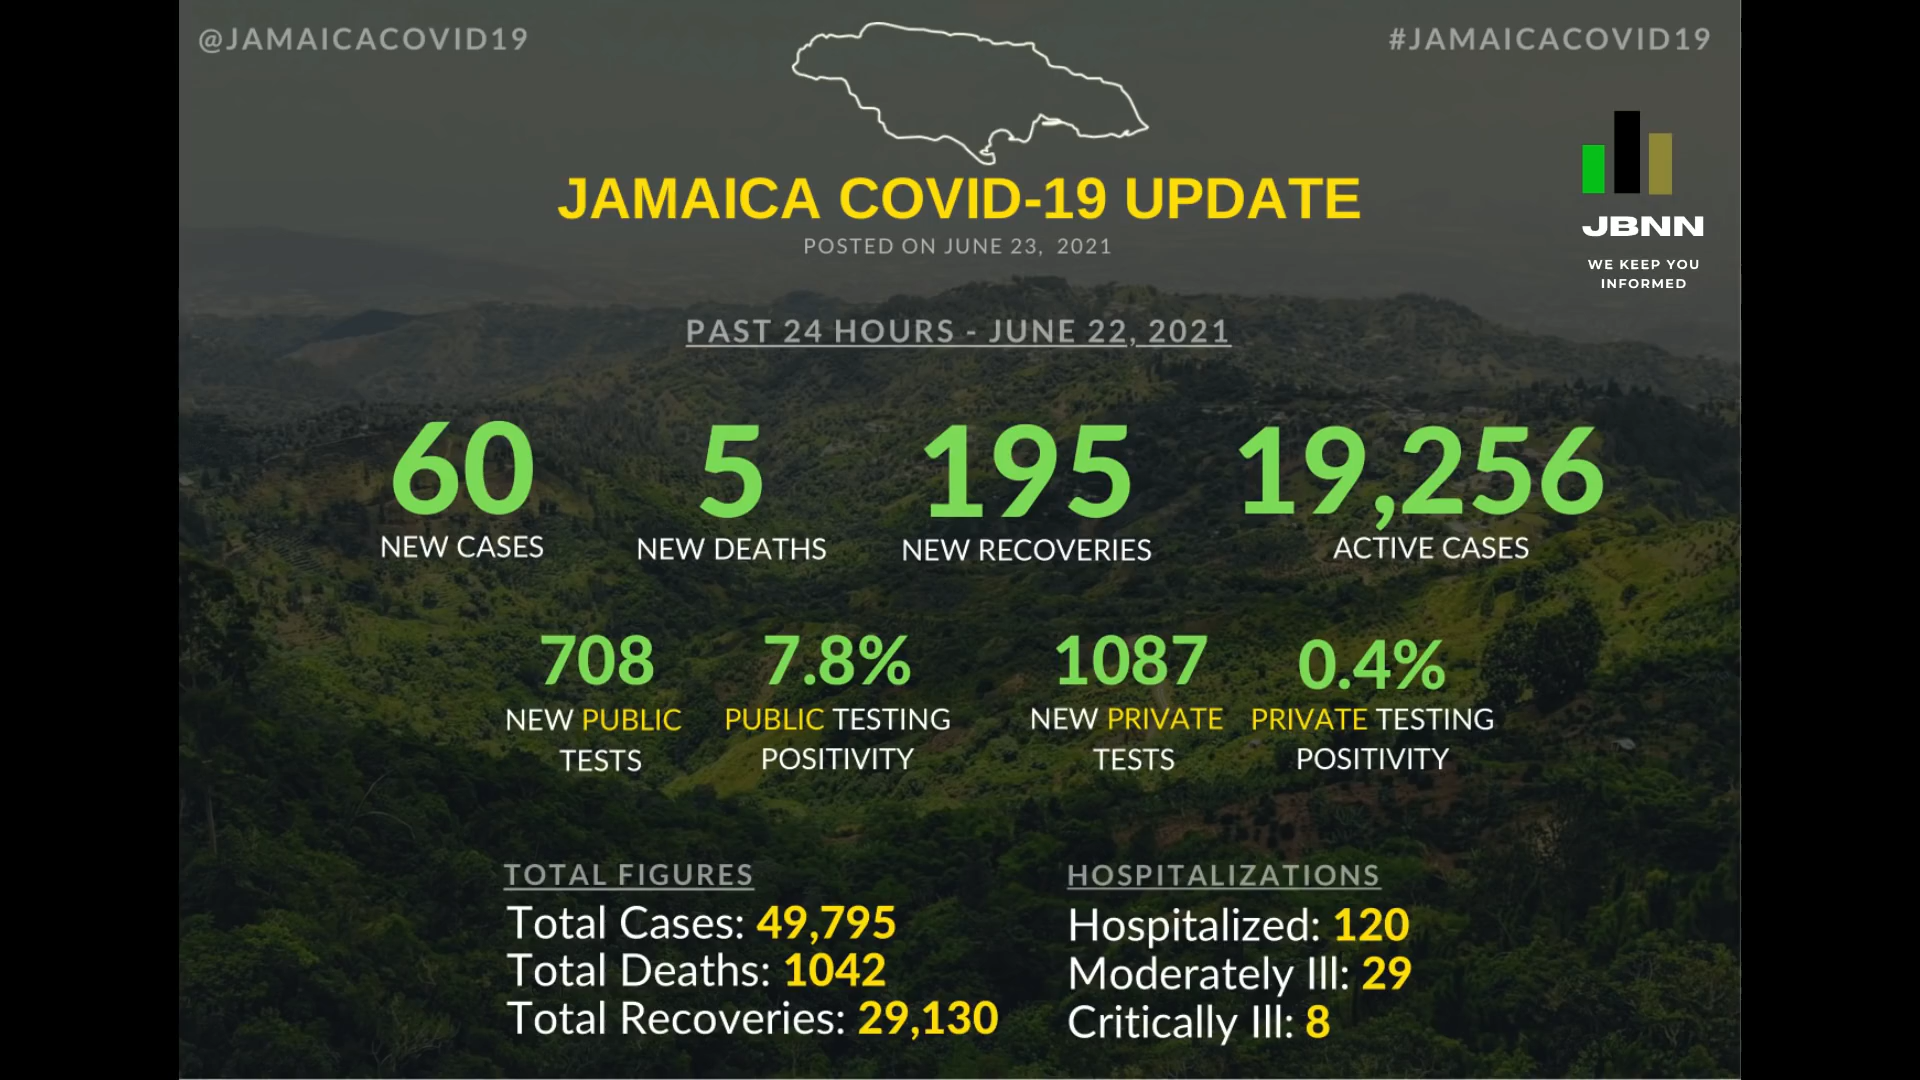 @JAMAICACOVID19
#JAMAICACOVID19
JBNN
WE KEEP YOU
INFORMED
JAMAICA COVID-19 UPDATE
POSTED ON JUNE 23, 2021
PAST 24 HOURS - JUNE 22, 2021
60
NEW CASES
5
NEW DEATHS
195
NEW RECOVERIES
19,256
ACTIVE CASES
708
NEW PUBLIC
TESTS
7.8%
PUBLIC TESTING
POSITIVITY
1087
NEW PRIVATE
TESTS
0.4%
PRIVATE TESTING
POSITIVITY
TOTAL FIGURES
Total Cases: 49,795
Total Deaths: 1042
Total Recoveries: 29,130
HOSPITALIZATIONS
Hospitalized: 120
Moderately Ill: 29
Critically Ill: 8